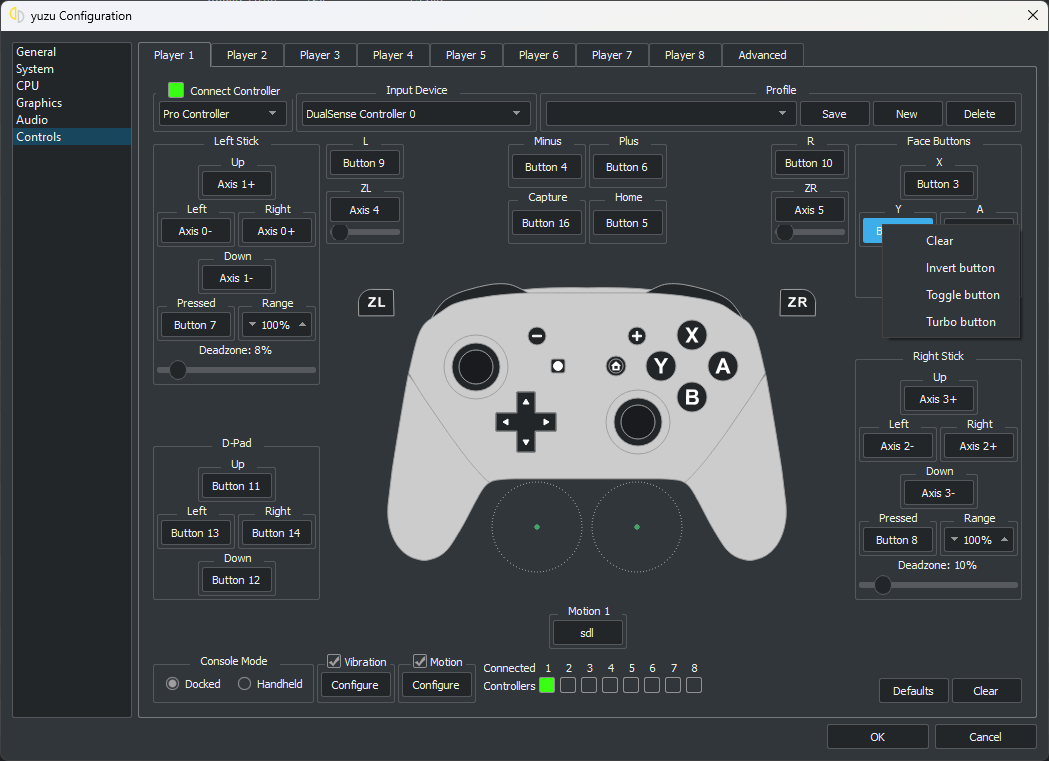 yuzu Configuration
General
System
CPU
Graphics
Audio
Controls
Player 1 Player 2 Player 3 Player 4 Player 5 Player 6 Player 7 Player 8 Advanced
Connect Controller
Pro Controller
Input Device
DualSense Controller 0
Profile
Save New Delete
Left Stick
Up
Axis 1+
Left Right
Axis 0- Axis 0+
Down
Axis 1-
Pressed Range
Button 7 100%
Deadzone: 8%
L
Button 9
ZL
Axis 4
Minus Plus
Button 4 Button 6
Capture Home
Button 16 Button 5
R
Button 10
ZR
Axis 5
Face Buttons
X
Button 3
Y A
B
Clear
Invert button
Toggle button
Turbo button
ZL ZR
X
Y A
B
D-Pad
Up
Button 11
Left Right
Button 13 Button 14
Down
Button 12
Right Stick
Up
Axis 3+
Left Right
Axis 2- Axis 2+
Down
Axis 3-
Pressed Range
Button 8 100%
Deadzone: 10%
Motion 1
sdl
Console Mode
Docked Handheld
Vibration
Configure
Motion
Configure
Connected 1 2 3 4 5 6 7 8
Controllers
Defaults Clear
OK Cancel